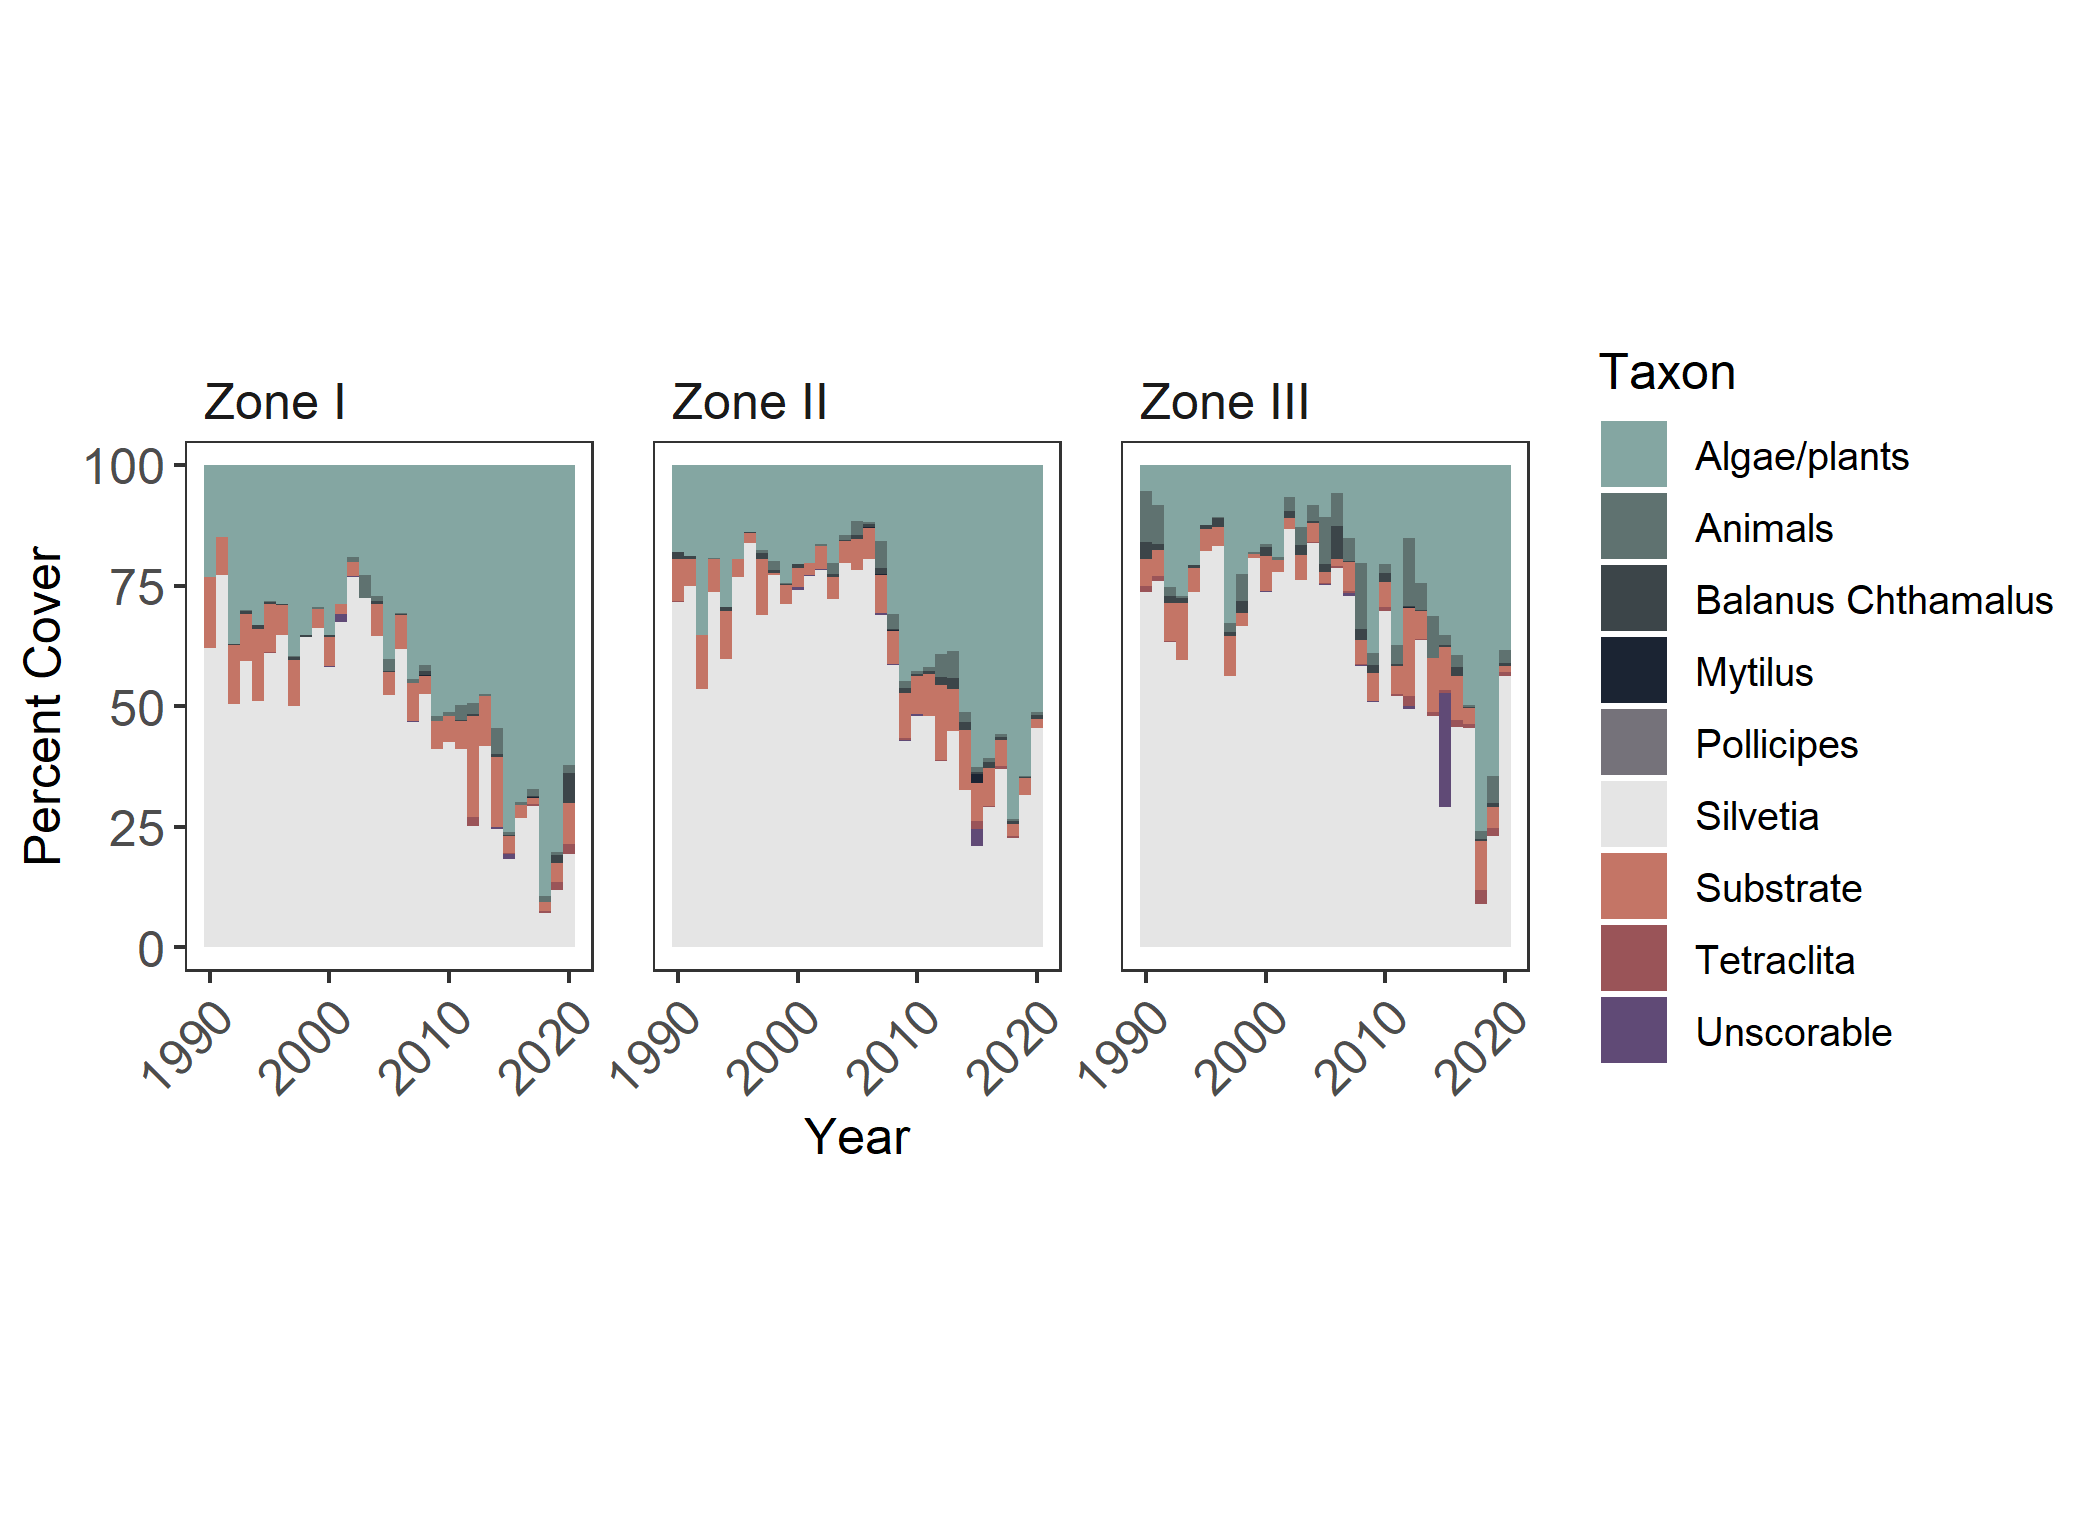 Taxon
Zone I
Zone II
Zone III
Algae/plants
Animals
Balanus Chthamalus
Mytilus
Pollicipes
Silvetia
Substrate
Tetraclita
Unscorable
Percent Cover
100
75
50
25
0
1990
2000
2010
2020
1990
2000
2010
2020
1990
2000
2010
2020
Year